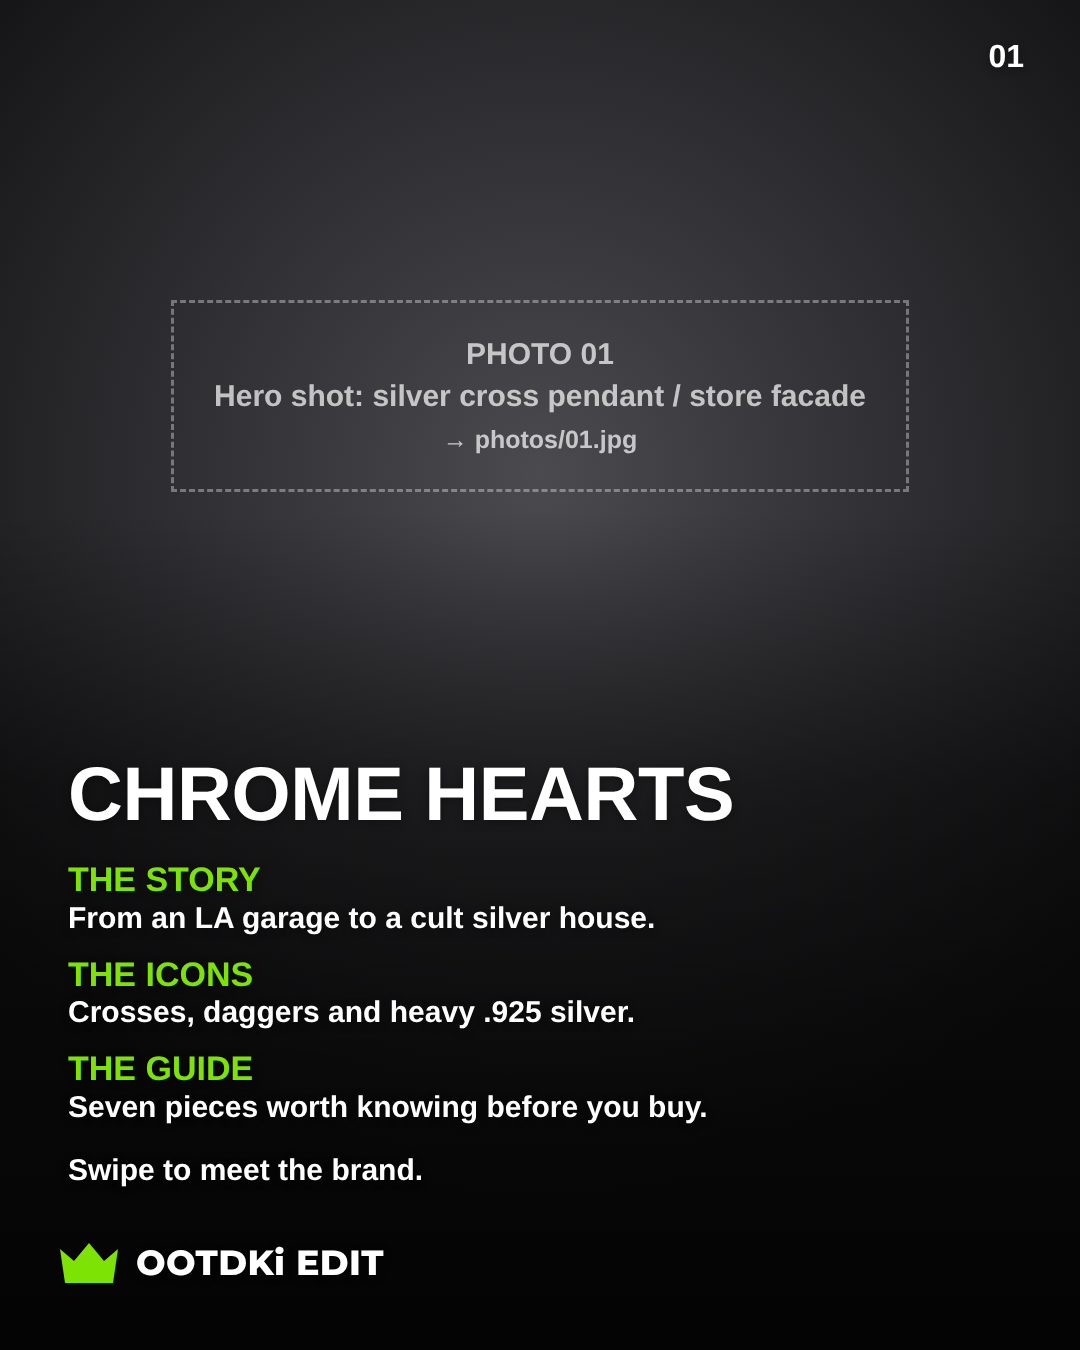 01
PHOTO 01
Hero shot: silver cross pendant / store facade
→ photos/01.jpg
CHROME HEARTS
THE STORY
From an LA garage to a cult silver house.
THE ICONS
Crosses, daggers and heavy .925 silver.
THE GUIDE
Seven pieces worth knowing before you buy.
Swipe to meet the brand.
OOTDKi EDIT